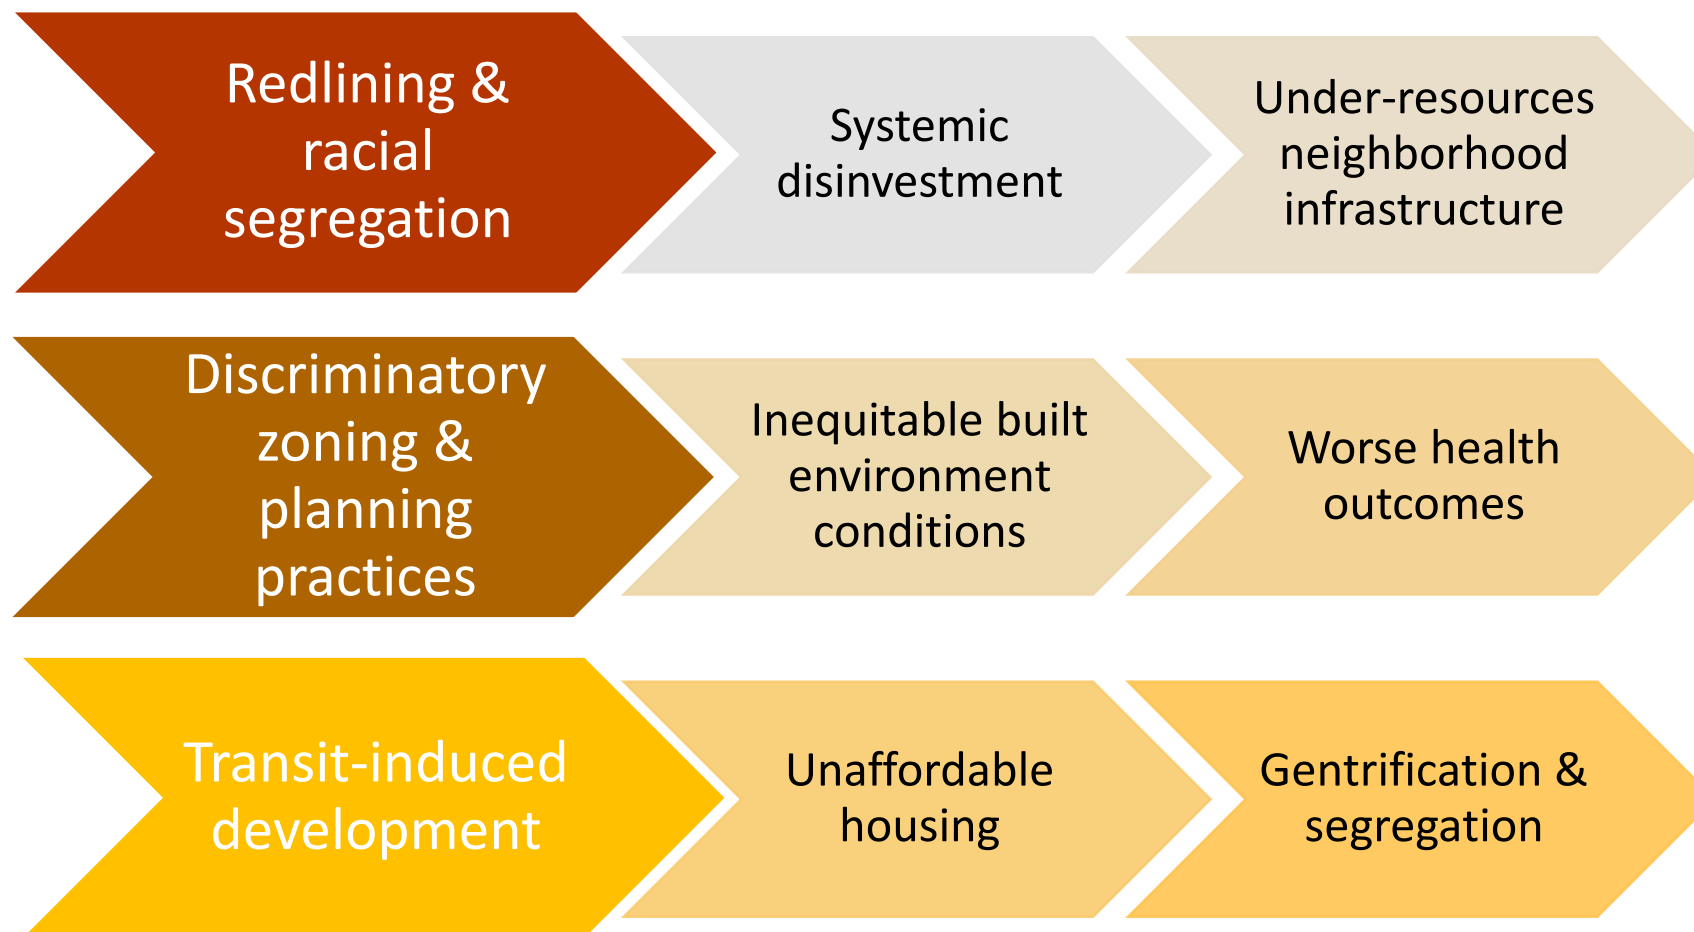 Redlining &
racial
segregation
Systemic
disinvestment
Under-resources
neighborhood
infrastructure
Discriminatory
zoning &
planning
practices
Inequitable built
environment
conditions
Worse health
outcomes
Transit-induced
development
Unaffordable
housing
Gentrification &
segregation